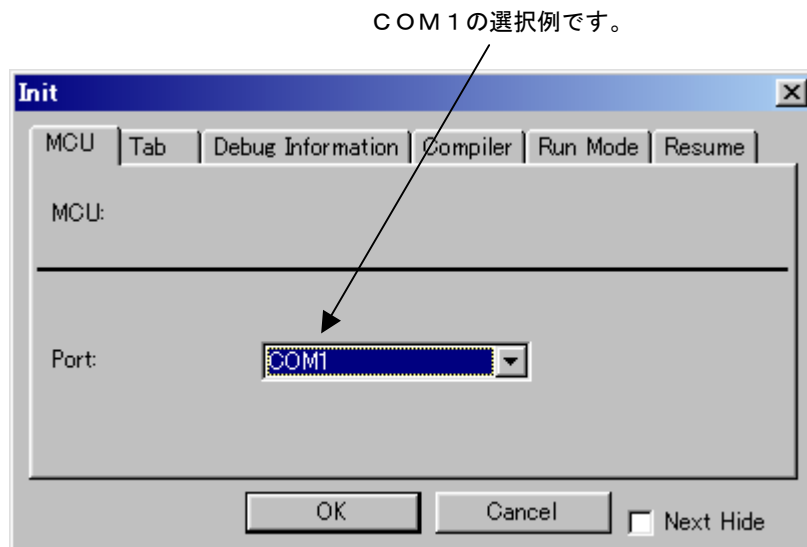 COM1の選択例です。
Init
MCU Tab Debug Information Compiler Run Mode Resume
MCU:
Port: COM1
OK Cancel Next Hide